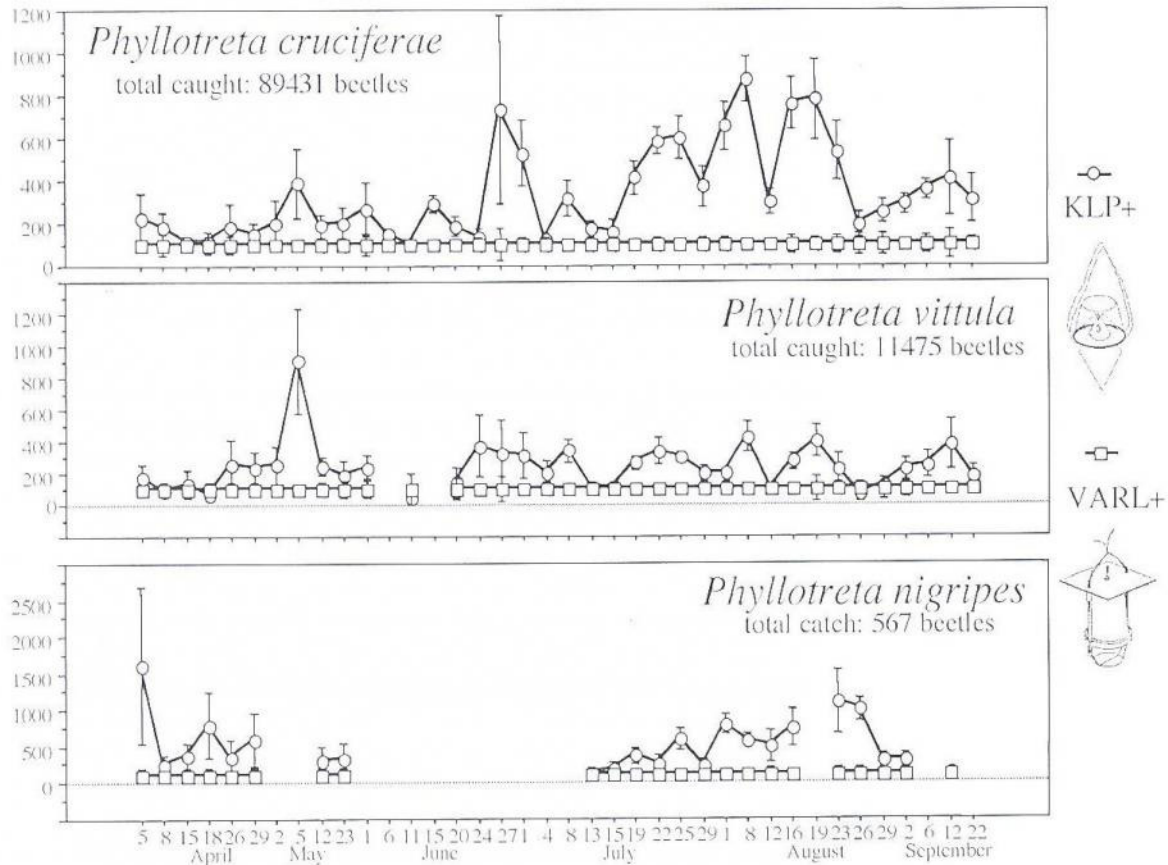 1200
1000
800
600
400
200
0
Phyllotreta cruciferae
total caught: 89431 beetles
KLP+
1200
1000
800
600
400
200
0
Phyllotreta vittula
total caught: 11475 beetles
VARL+
2500
2000
1500
1000
500
0
Phyllotreta nigripes
total catch: 567 beetles
5 8 15 18 26 29 2 5 12 23 1 6 11 15 20 24 27 1 4 8 13 15 19 22 25 29 1 8 12 16 19 23 26 29 2 6 12 22
April May June July August September